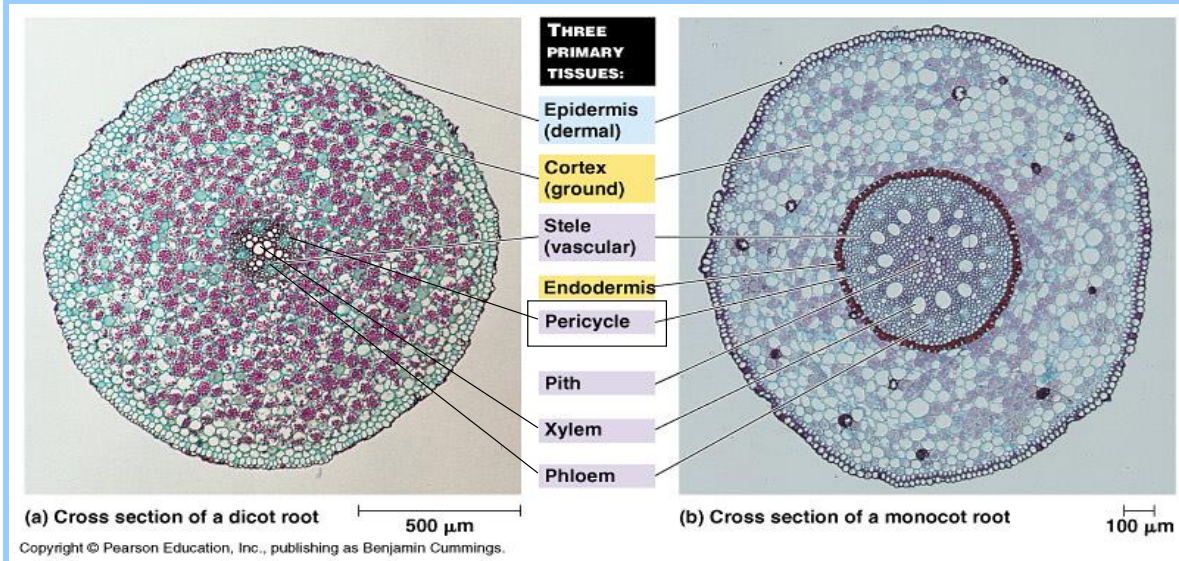 THREE
PRIMARY
TISSUES:
Epidermis
(dermal)
Cortex
(ground)
Stele
(vascular)
Endodermis
Pericycle
Pith
Xylem
Phloem
(a) Cross section of a dicot root
500 μm
(b) Cross section of a monocot root
100 μm
Copyright © Pearson Education, Inc., publishing as Benjamin Cummings.